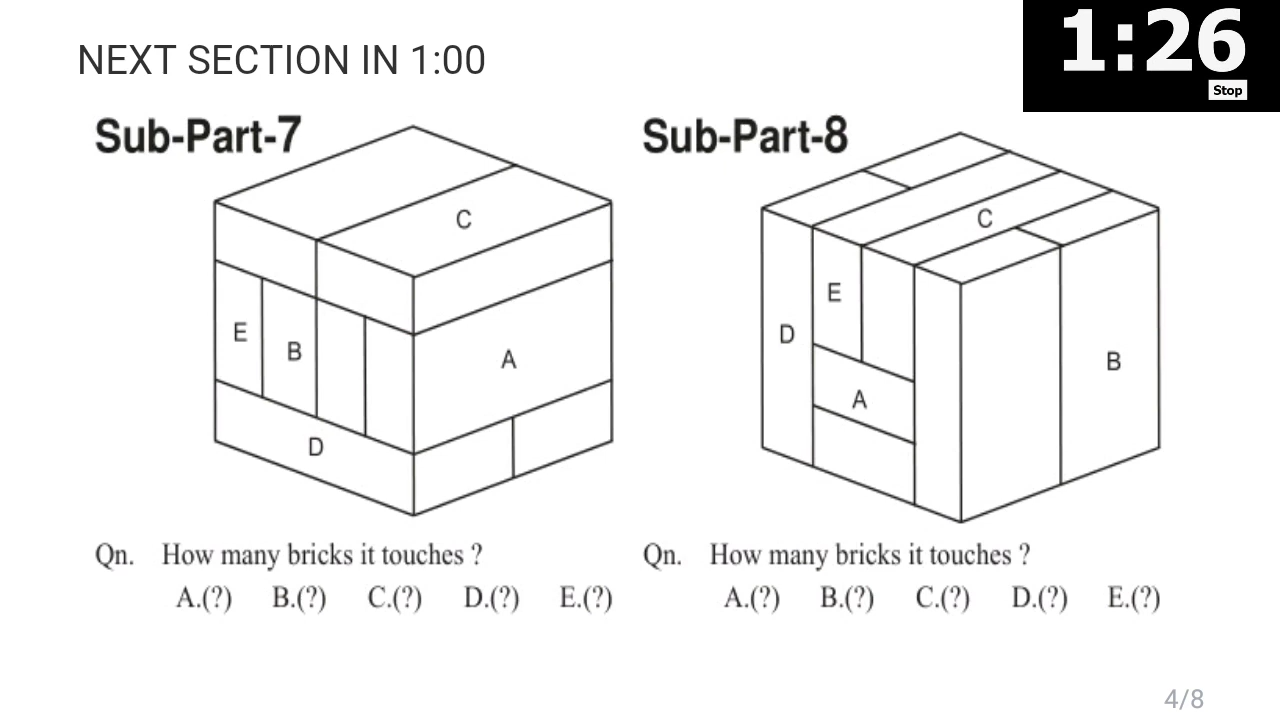 NEXT SECTION IN 1:00
1:26
Stop
Sub-Part-7
C
E
B
A
D
Qn. How many bricks it touches ?
A.(?) B.(?) C.(?) D.(?) E.(?)
Sub-Part-8
C
E
D
B
A
Qn. How many bricks it touches ?
A.(?) B.(?) C.(?) D.(?) E.(?)
4/8